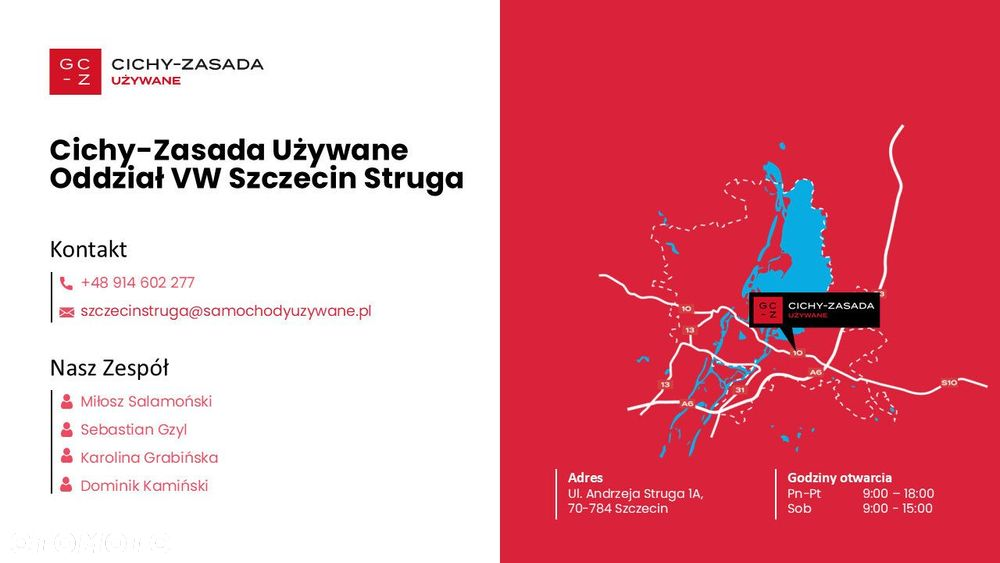 GC
-Z
CICHY-ZASADA
UŻYWANE
Cichy-Zasada Używane
Oddział VW Szczecin Struga
Kontakt
+48 914 602 277
szczecinstruga@samochodyuzywane.pl
Nasz Zespół
Miłosz Salamoński
Sebastian Gzyl
Karolina Grabińska
Dominik Kamiński
OTOMOTO
3
GC
-Z
CICHY-ZASADA
UŻYWANE
10
13
10
A6
13
31
S10
A6
Adres
Ul. Andrzeja Struga 1A,
70-784 Szczecin
Godziny otwarcia
Pn-Pt 9:00 – 18:00
Sob 9:00 - 15:00